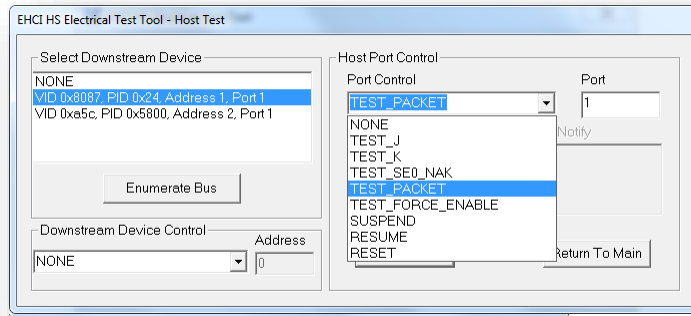 EHCI HS Electrical Test Tool - Host Test
Select Downstream Device
NONE
VID 0x8087, PID 0x24, Address 1, Port 1
VID 0xa5c, PID 0x5800, Address 2, Port 1
Enumerate Bus
Downstream Device Control
Address
NONE
0
Host Port Control
Port Control
Port
TEST_PACKET
1
NONE
TEST_J
TEST_K
TEST_SE0_NAK
TEST_PACKET
TEST_FORCE_ENABLE
SUSPEND
RESUME
RESET
Notify
Return To Main